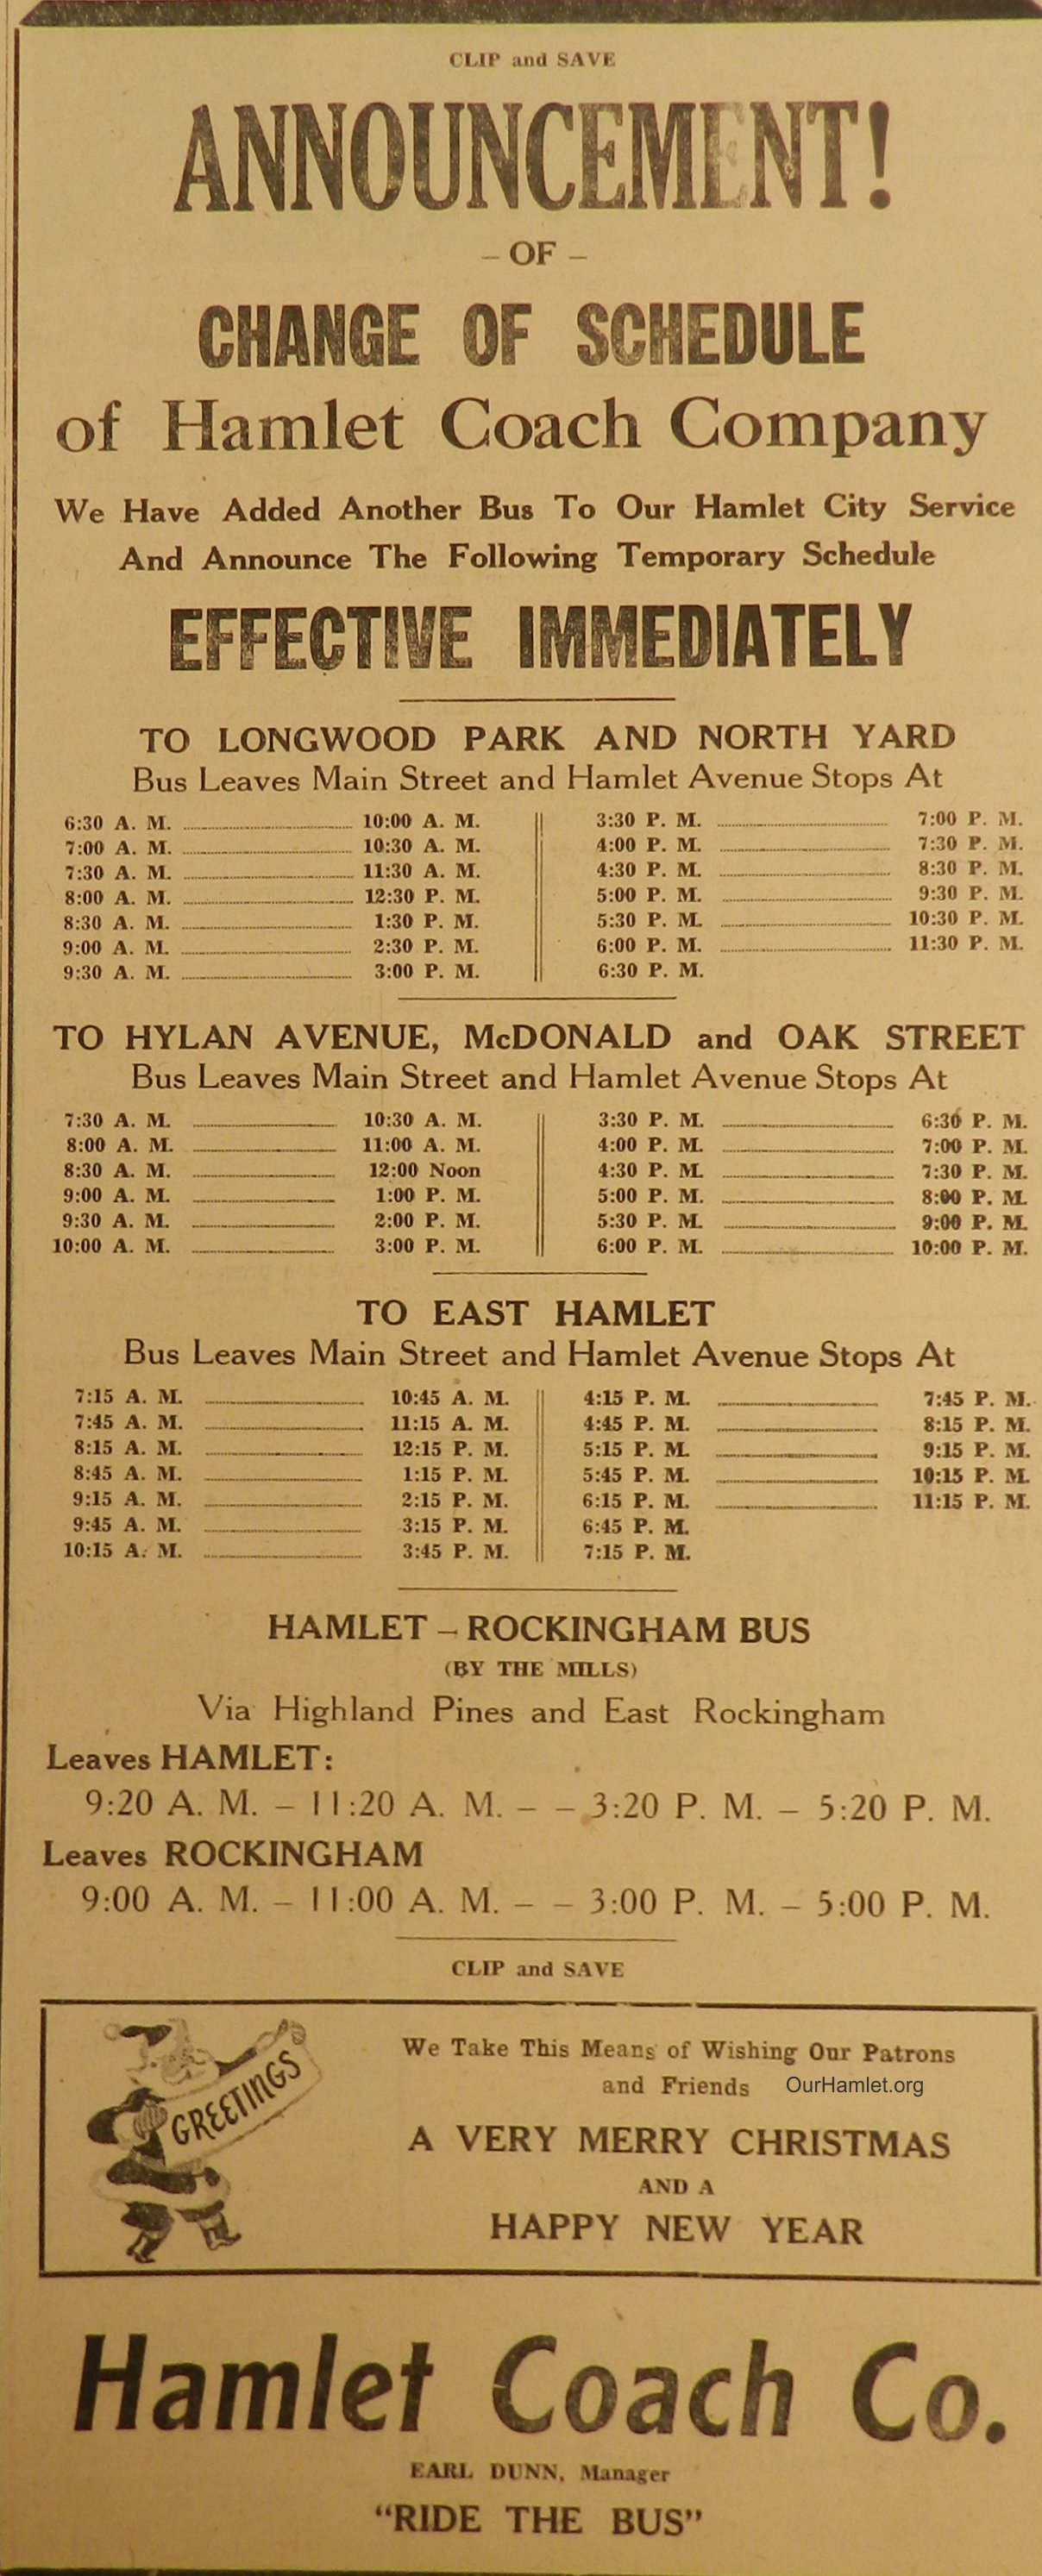 CLIP and SAVE
ANNOUNCEMENT!
– OF –
CHANGE OF SCHEDULE
of Hamlet Coach Company
We Have Added Another Bus To Our Hamlet City Service
And Announce The Following Temporary Schedule
EFFECTIVE IMMEDIATELY
TO LONGWOOD PARK AND NORTH YARD
Bus Leaves Main Street and Hamlet Avenue Stops At
6:30 A. M. 10:00 A. M. 3:30 P. M. 7:00 P. M.
7:00 A. M. 10:30 A. M. 4:00 P. M. 7:30 P. M.
7:30 A. M. 11:30 A. M. 4:30 P. M. 8:30 P. M.
8:00 A. M. 12:30 P. M. 5:00 P. M. 9:30 P. M.
8:30 A. M. 1:30 P. M. 5:30 P. M. 10:30 P. M.
9:00 A. M. 2:30 P. M. 6:00 P. M. 11:30 P. M.
9:30 A. M. 3:00 P. M. 6:30 P. M.
TO HYLAN AVENUE, McDONALD and OAK STREET
Bus Leaves Main Street and Hamlet Avenue Stops At
7:30 A. M. 10:30 A. M. 3:30 P. M. 6:30 P. M.
8:00 A. M. 11:00 A. M. 4:00 P. M. 7:00 P. M.
8:30 A. M. 12:00 Noon 4:30 P. M. 7:30 P. M.
9:00 A. M. 1:00 P. M. 5:00 P. M. 8:00 P. M.
9:30 A. M. 2:00 P. M. 5:30 P. M. 9:00 P. M.
10:00 A. M. 3:00 P. M. 6:00 P. M. 10:00 P. M.
TO EAST HAMLET
Bus Leaves Main Street and Hamlet Avenue Stops At
7:15 A. M. 10:45 A. M. 4:15 P. M. 7:45 P. M.
7:45 A. M. 11:15 A. M. 4:45 P. M. 8:15 P. M.
8:15 A. M. 12:15 P. M. 5:15 P. M. 9:15 P. M.
8:45 A. M. 1:15 P. M. 5:45 P. M. 10:15 P. M.
9:15 A. M. 2:15 P. M. 6:15 P. M. 11:15 P. M.
9:45 A. M. 3:15 P. M. 6:45 P. M.
10:15 A. M. 3:45 P. M. 7:15 P. M.
HAMLET – ROCKINGHAM BUS
(BY THE MILLS)
Via Highland Pines and East Rockingham
Leaves HAMLET:
9:20 A. M. – 11:20 A. M. – – 3:20 P. M. – 5:20 P. M.
Leaves ROCKINGHAM
9:00 A. M. – 11:00 A. M. – – 3:00 P. M. – 5:00 P. M.
CLIP and SAVE
GREETINGS
We Take This Means of Wishing Our Patrons
and Friends OurHamlet.org
A VERY MERRY CHRISTMAS
AND A
HAPPY NEW YEAR
Hamlet Coach Co.
EARL DUNN, Manager
"RIDE THE BUS"